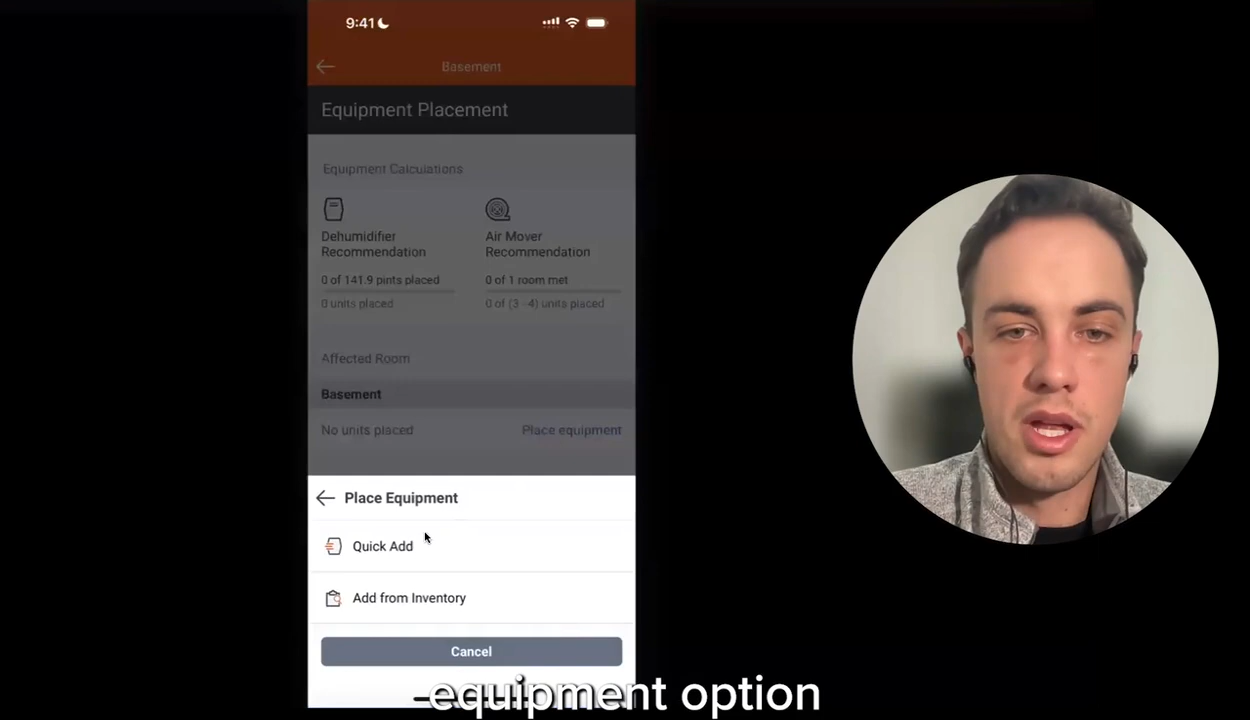 9:41
Basement
Equipment Placement
Equipment Calculations
Dehumidifier
Recommendation
0 of 141.9 pints placed
0 units placed
Air Mover
Recommendation
0 of 1 room met
0 of (3 - 4) units placed
Affected Room
Basement
No units placed Place equipment
Place Equipment
Quick Add
Add from Inventory
Cancel
equipment option